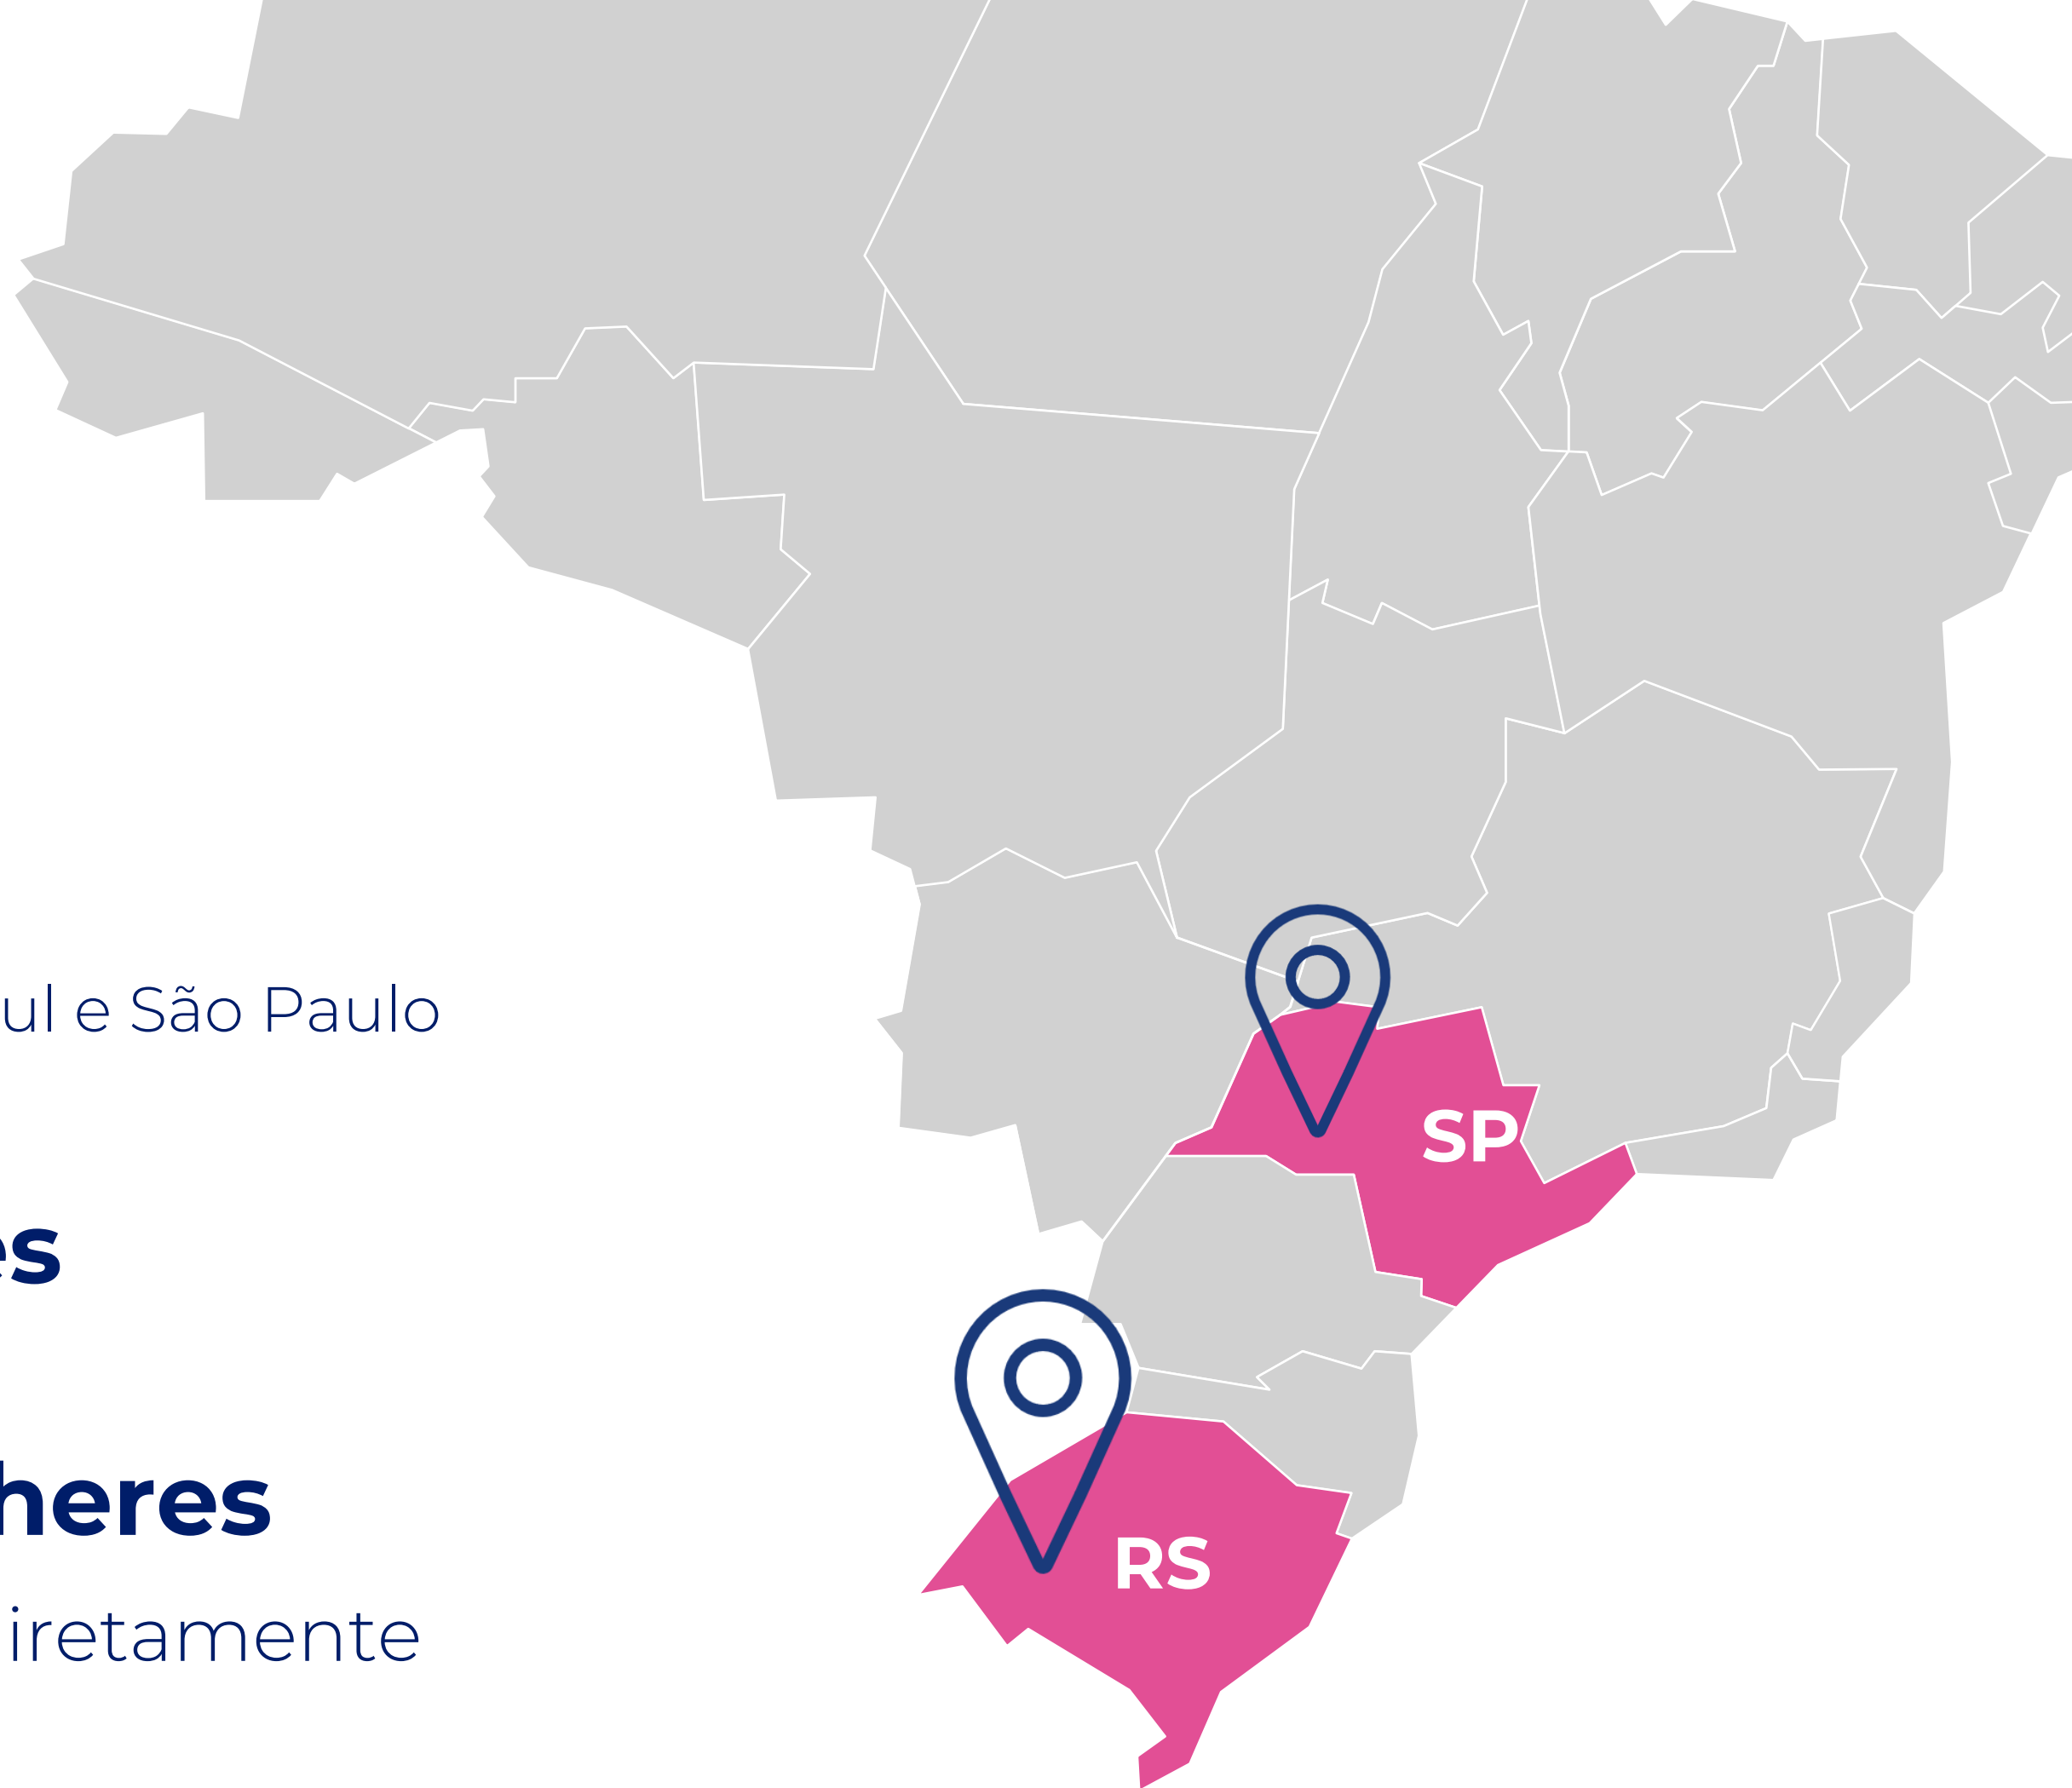 ul e São Paulo
es
heres
iretamente
SP
RS